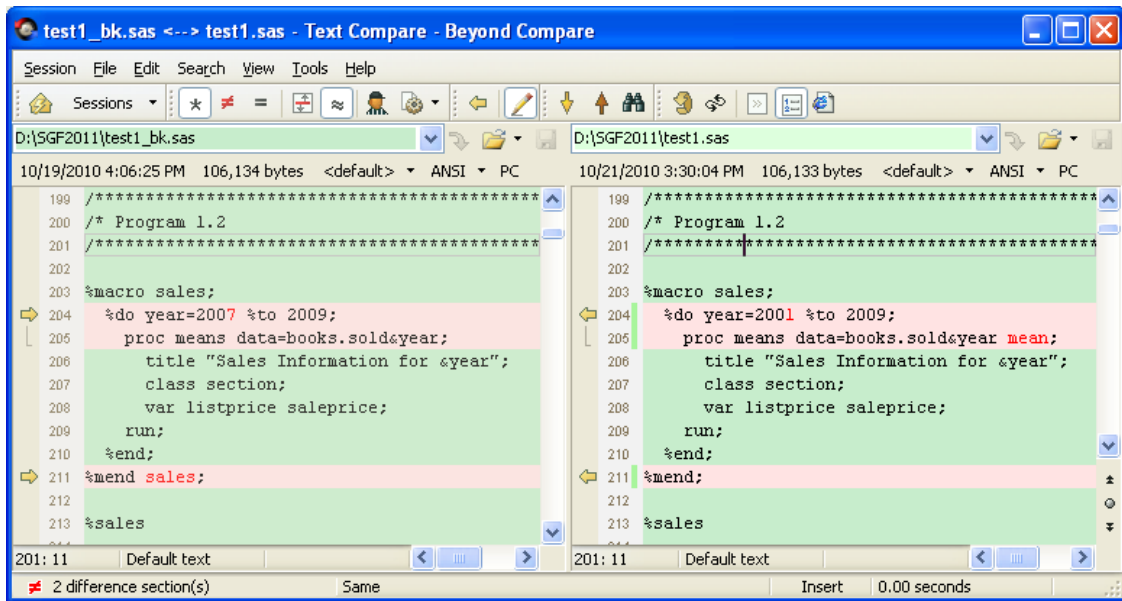 test1_bk.sas <--> test1.sas - Text Compare - Beyond Compare
Session File Edit Search View Tools Help
Sessions
D:\SGF2011\test1_bk.sas
10/19/2010 4:06:25 PM 106,134 bytes <default> ANSI PC
199 /*******************************************
200 /* Program 1.2
201 /*******************************************
202
203 %macro sales;
204 %do year=2007 %to 2009;
205 proc means data=books.sold&year;
206 title "Sales Information for &year";
207 class section;
208 var listprice saleprice;
209 run;
210 %end;
211 %mend sales;
212
213 %sales
201: 11 Default text
D:\SGF2011\test1.sas
10/21/2010 3:30:04 PM 106,133 bytes <default> ANSI PC
199 /*******************************************
200 /* Program 1.2
201 /*******************************************
202
203 %macro sales;
204 %do year=2001 %to 2009;
205 proc means data=books.sold&year mean;
206 title "Sales Information for &year";
207 class section;
208 var listprice saleprice;
209 run;
210 %end;
211 %mend;
212
213 %sales
201: 11 Default text
2 difference section(s) Same Insert 0.00 seconds